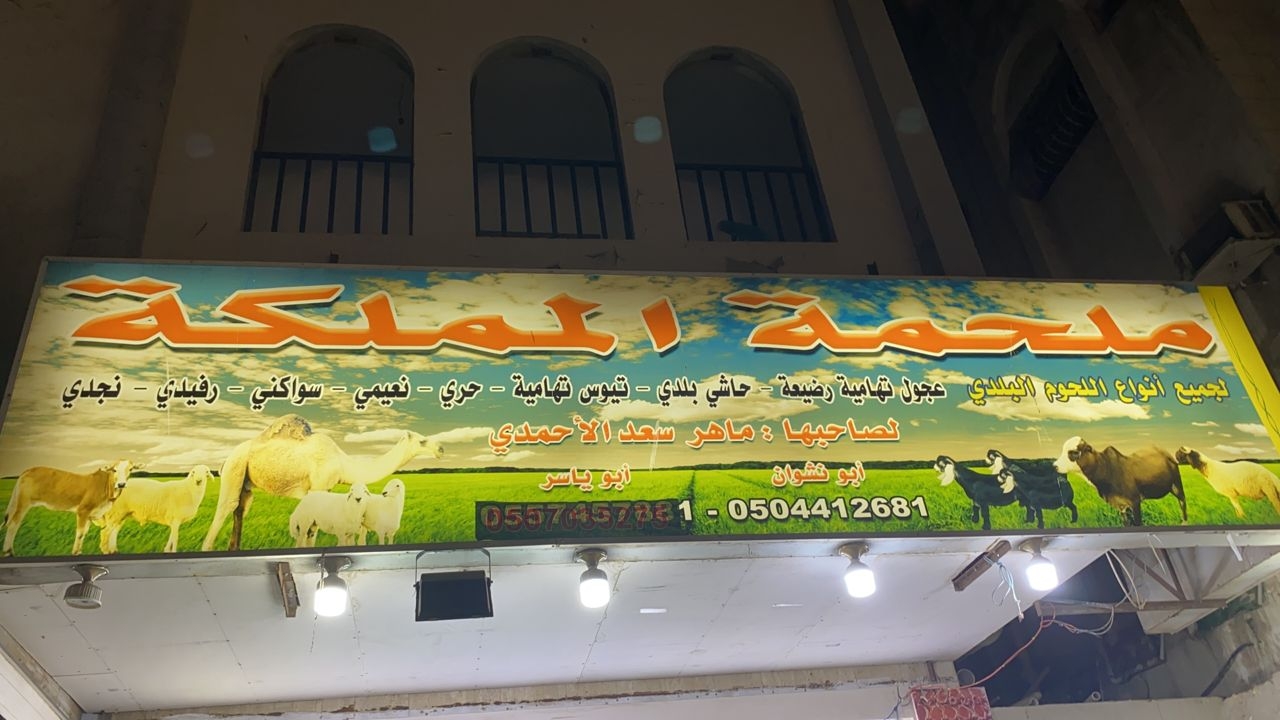 ملحمة المملكة
لجميع أنواع اللحوم البلدي عجول تهامية رضيعة - حاشي بلدي - تيوس تهامية - حري - نعيمي - سواكني - رفيدي - نجدي
لصاحبها : ماهر سعد الأحمدي
أبو نشوان أبو ياسر
0504412681